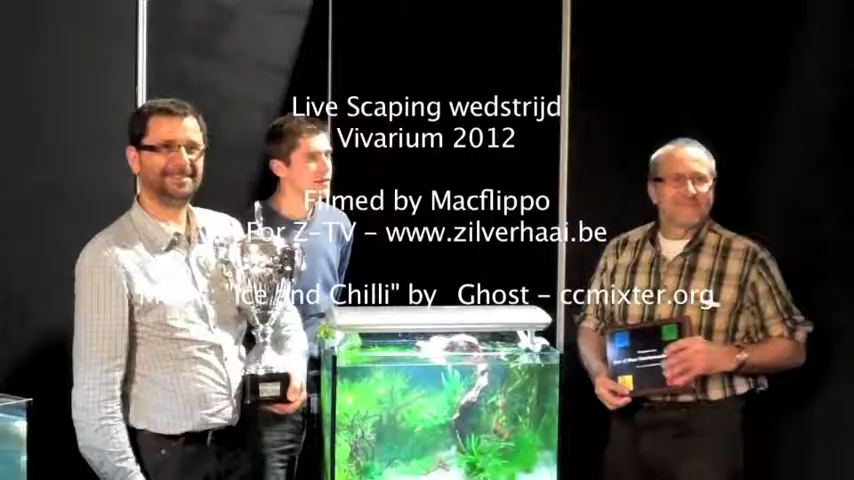 Live Scaping wedstrijd
Vivarium 2012
Filmed by Macflippo
For Z-TV - www.zilverhaai.be
Music: "Ice and Chilli" by Ghost - ccmixter.org